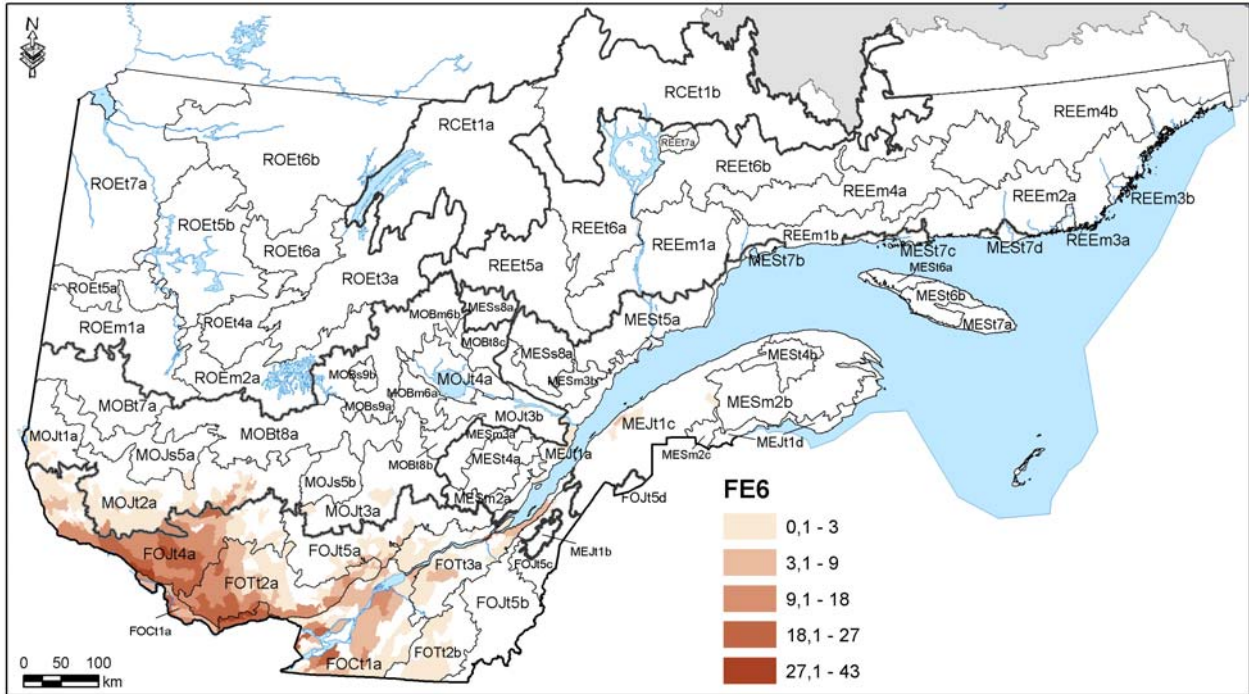 N
RCEt1b
REEm4b
RCEt1a
REEt7a
ROEt6b
REEt6b
ROEt7a
REEm4a
REEm2a
REEm3b
ROEt5b
REEt6a
REEm1a
REEm1b
MESt7c
MESt7d
REEm3a
ROEt6a
MESt7b
REEt5a
MESt6a
ROEt3a
MESt6b
ROEt5a
MESs8a
MESt7a
ROEt4a
MOBm6b
MESt5a
ROEm1a
MOBt8c
MESs8a
MESt4b
ROEm2a
MOBs9b
MOJt4a
MESm3b
MOBm6a
MESm2b
MOBt7a
MOBs9a
MOJt3b
MEJt1c
MOJt1a
MOBt8a
MESm3a
MEJt1d
MEJt1a
MESm2c
MOJs5a
MESt4a
MOBt8b
MOJs5b
FOJt5d
MOJt2a
MESm2a
MOJt3a
FE6
0,1 - 3
MEJt1b
3,1 - 9
FOJt4a
FOJt5a
FOTt3a
FOJt5c
9,1 - 18
FOTt2a
FOJt5b
18,1 - 27
FOCt1a
FOTt2b
FOCt1a
27,1 - 43
0 50 100
km